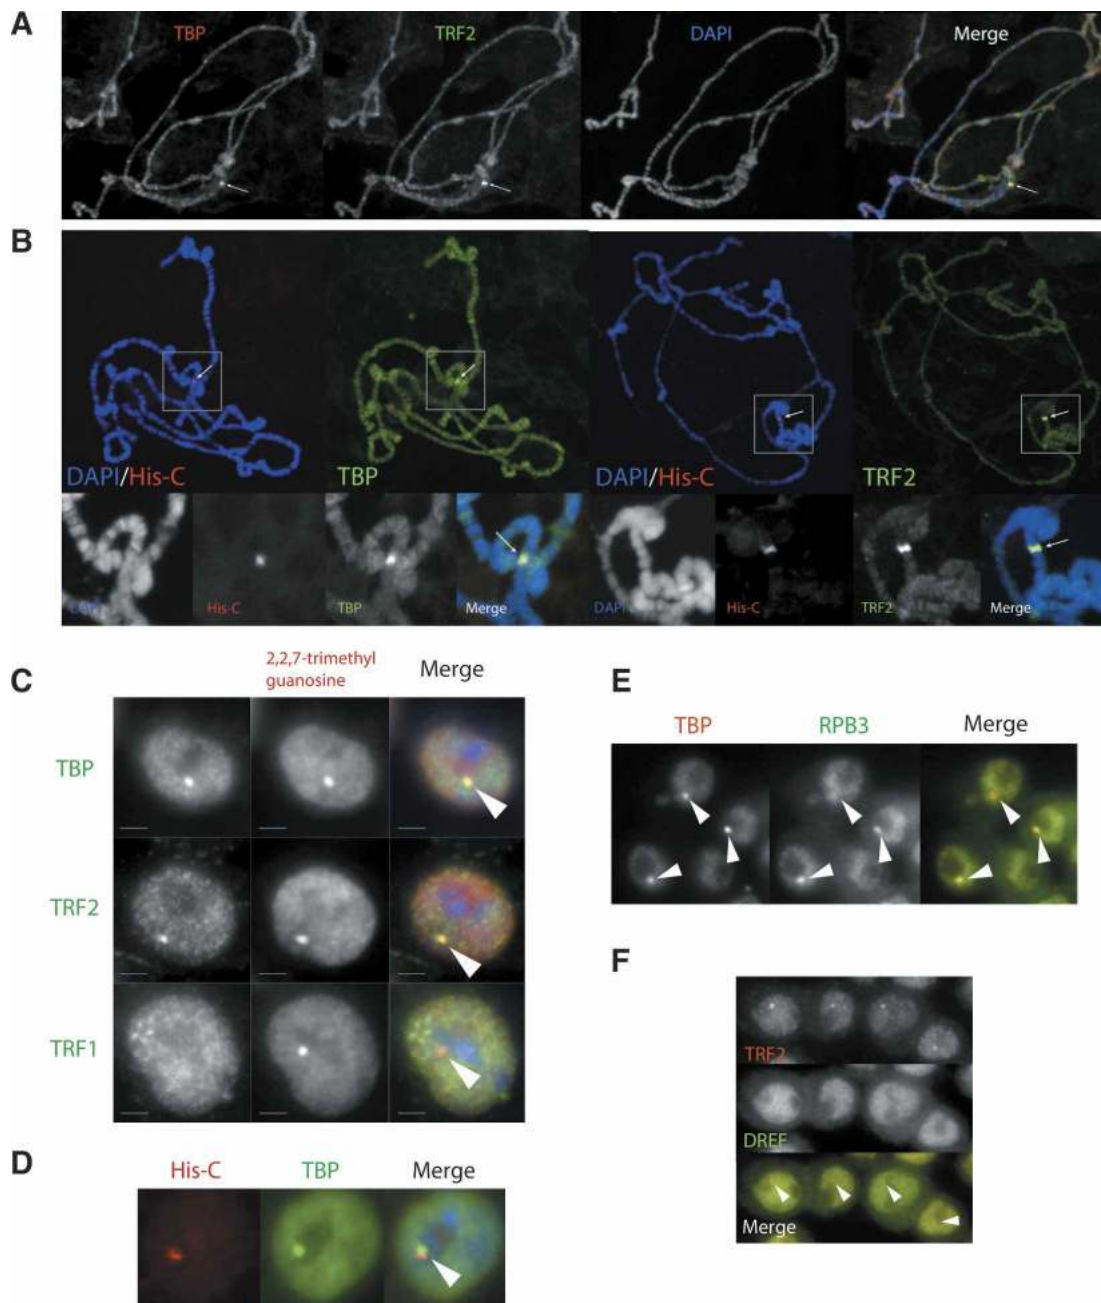 A
TBP
TRF2
DAPI
Merge
B
DAPI/His-C
TBP
DAPI/His-C
TRF2
DAPI
His-C
TBP
Merge
DAPI
His-C
TRF2
Merge
C
2,2,7-trimethyl
guanosine
Merge
TBP
TRF2
TRF1
D
His-C
TBP
Merge
E
TBP
RPB3
Merge
F
TRF2
DREF
Merge